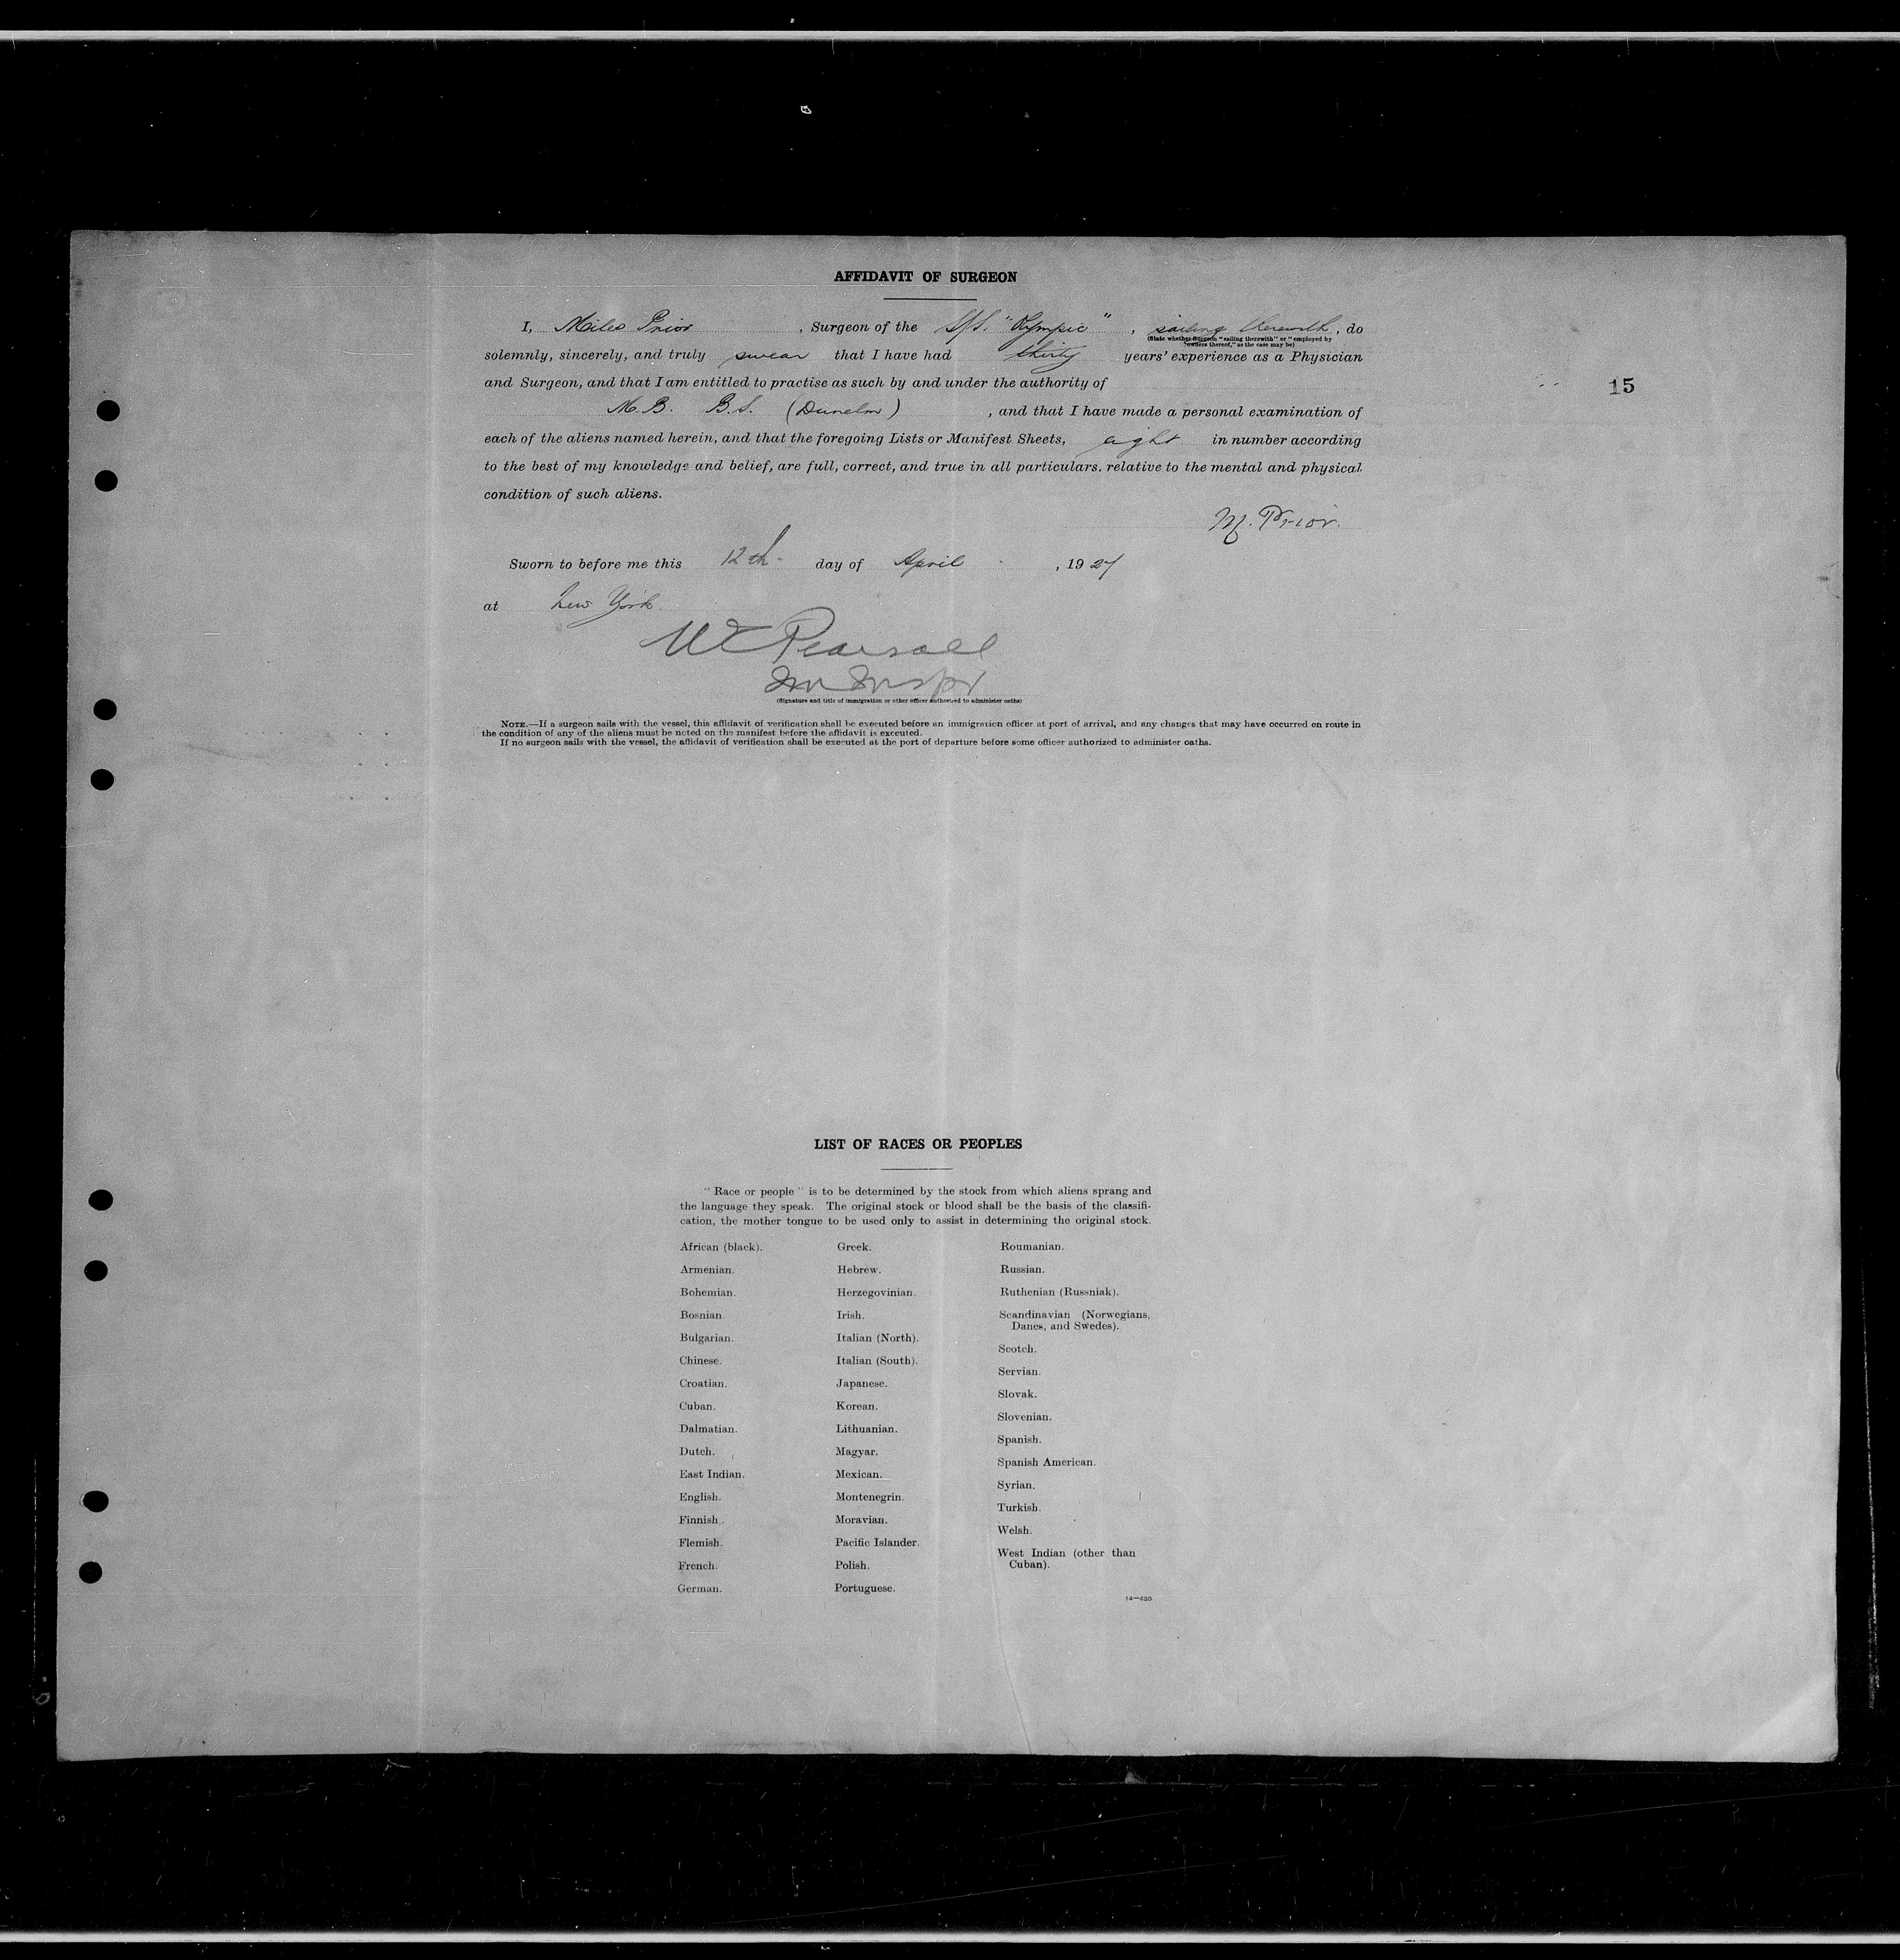 AFFIDAVIT OF SURGEON
I, Miles Prior, Surgeon of the S/S. "Olympic", sailing therewith, do
(State whether Surgeon "sailing therewith" or "employed by
owners thereof," as the case may be)
solemnly, sincerely, and truly swear that I have had thirty years' experience as a Physician
and Surgeon, and that I am entitled to practise as such by and under the authority of
15
M.B. B.S. (Dunelm), and that I have made a personal examination of
each of the aliens named herein, and that the foregoing Lists or Manifest Sheets, eight in number according
to the best of my knowledge and belief, are full, correct, and true in all particulars, relative to the mental and physical
condition of such aliens.
M. Prior.
Sworn to before me this 12th. day of April, 1927
at New York
W Pearsall
Im Inspr
(Signature and title of immigration or other officer authorized to administer oaths)
NOTE.—If a surgeon sails with the vessel, this affidavit of verification shall be executed before an immigration officer at port of arrival, and any changes that may have occurred en route in
the condition of any of the aliens must be noted on the manifest before the affidavit is executed.
If no surgeon sails with the vessel, the affidavit of verification shall be executed at the port of departure before some officer authorized to administer oaths.
LIST OF RACES OR PEOPLES
"Race or people" is to be determined by the stock from which aliens sprang and
the language they speak. The original stock or blood shall be the basis of the classifi-
cation, the mother tongue to be used only to assist in determining the original stock.
African (black).
Armenian.
Bohemian.
Bosnian.
Bulgarian.
Chinese.
Croatian.
Cuban.
Dalmatian.
Dutch.
East Indian.
English.
Finnish.
Flemish.
French.
German.
Greek.
Hebrew.
Herzegovinian.
Irish.
Italian (North).
Italian (South).
Japanese.
Korean.
Lithuanian.
Magyar.
Mexican.
Montenegrin.
Moravian.
Pacific Islander.
Polish.
Portuguese.
Roumanian.
Russian.
Ruthenian (Russniak).
Scandinavian (Norwegians,
Danes, and Swedes).
Scotch.
Servian.
Slovak.
Slovenian.
Spanish.
Spanish American.
Syrian.
Turkish.
Welsh.
West Indian (other than
Cuban).
14—430